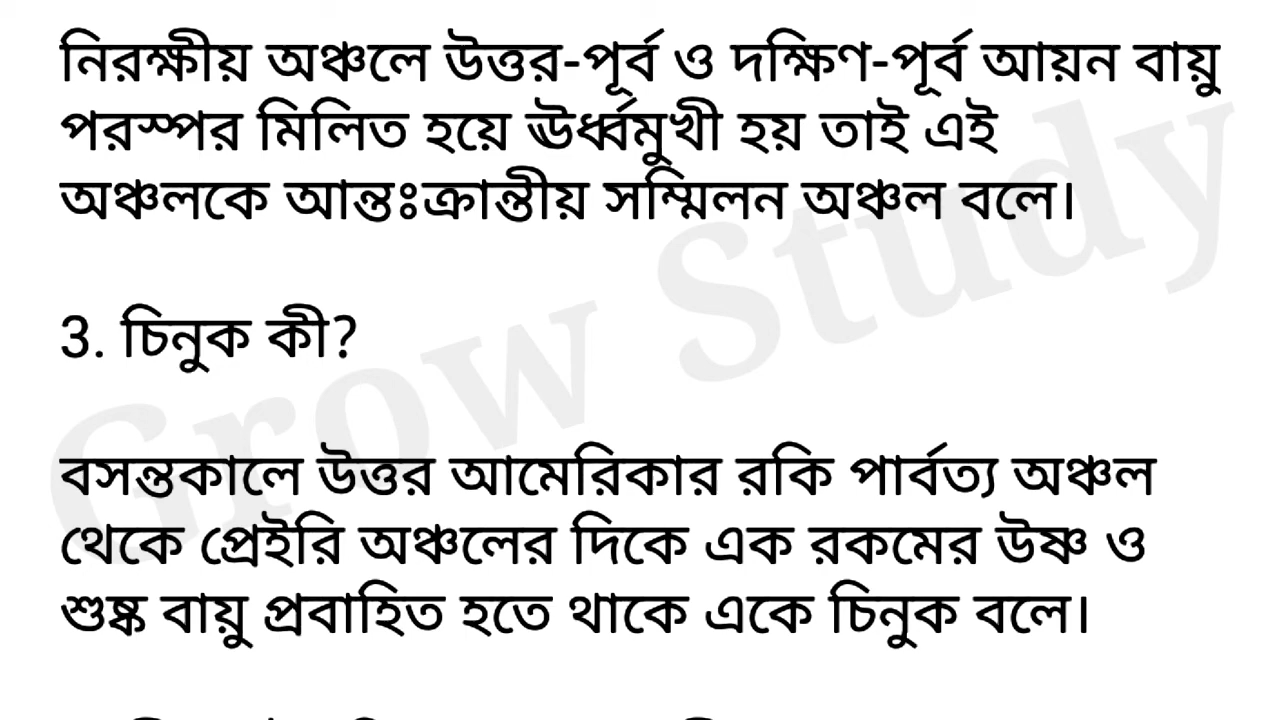 নিরক্ষীয় অঞ্চলে উত্তর-পূর্ব ও দক্ষিণ-পূর্ব আয়ন বায়ু
পরস্পর মিলিত হয়ে ঊর্ধ্বমুখী হয় তাই এই
অঞ্চলকে আন্তঃক্রান্তীয় সম্মিলন অঞ্চল বলে।
3. চিনুক কী?
বসন্তকালে উত্তর আমেরিকার রকি পার্বত্য অঞ্চল
থেকে প্রেইরি অঞ্চলের দিকে এক রকমের উষ্ণ ও
শুষ্ক বায়ু প্রবাহিত হতে থাকে একে চিনুক বলে।
Grow Study